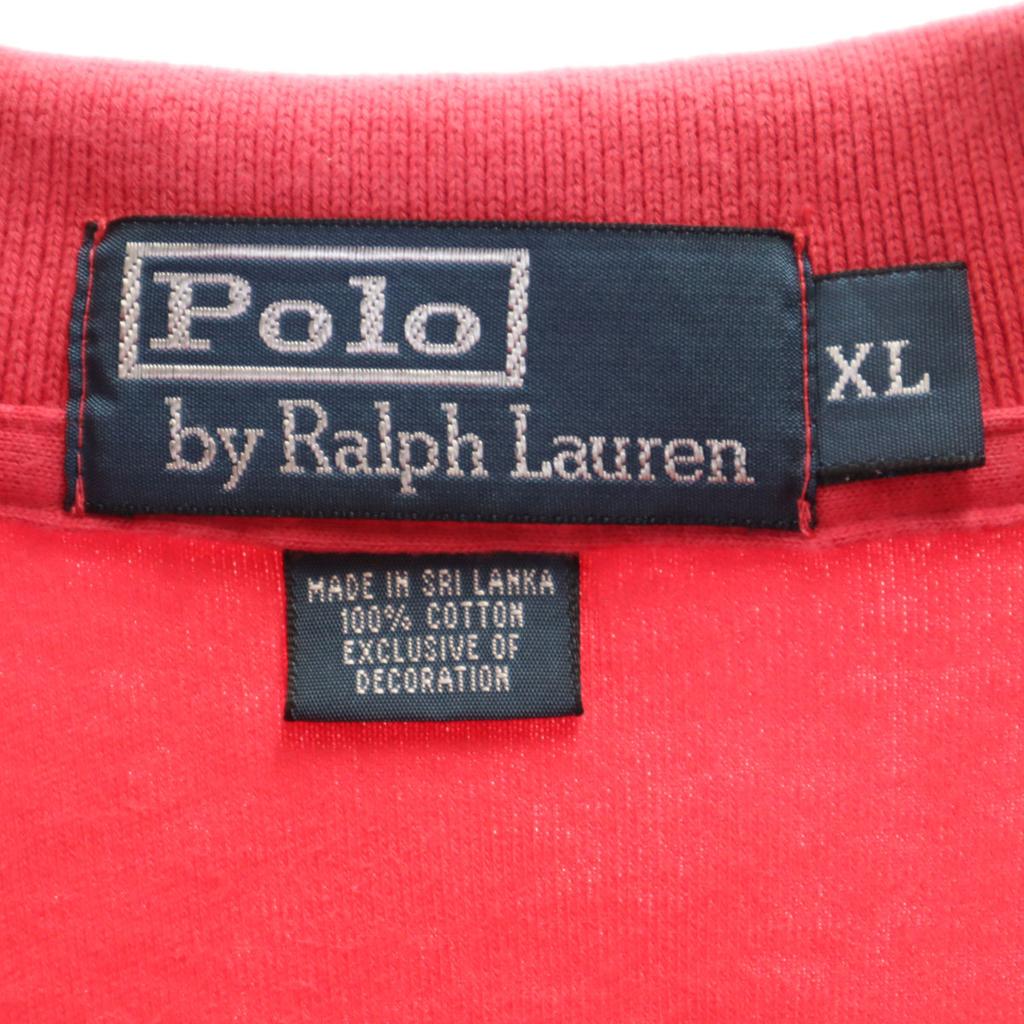 Polo
by Ralph Lauren
XL
MADE IN SRI LANKA
100% COTTON
EXCLUSIVE OF
DECORATION